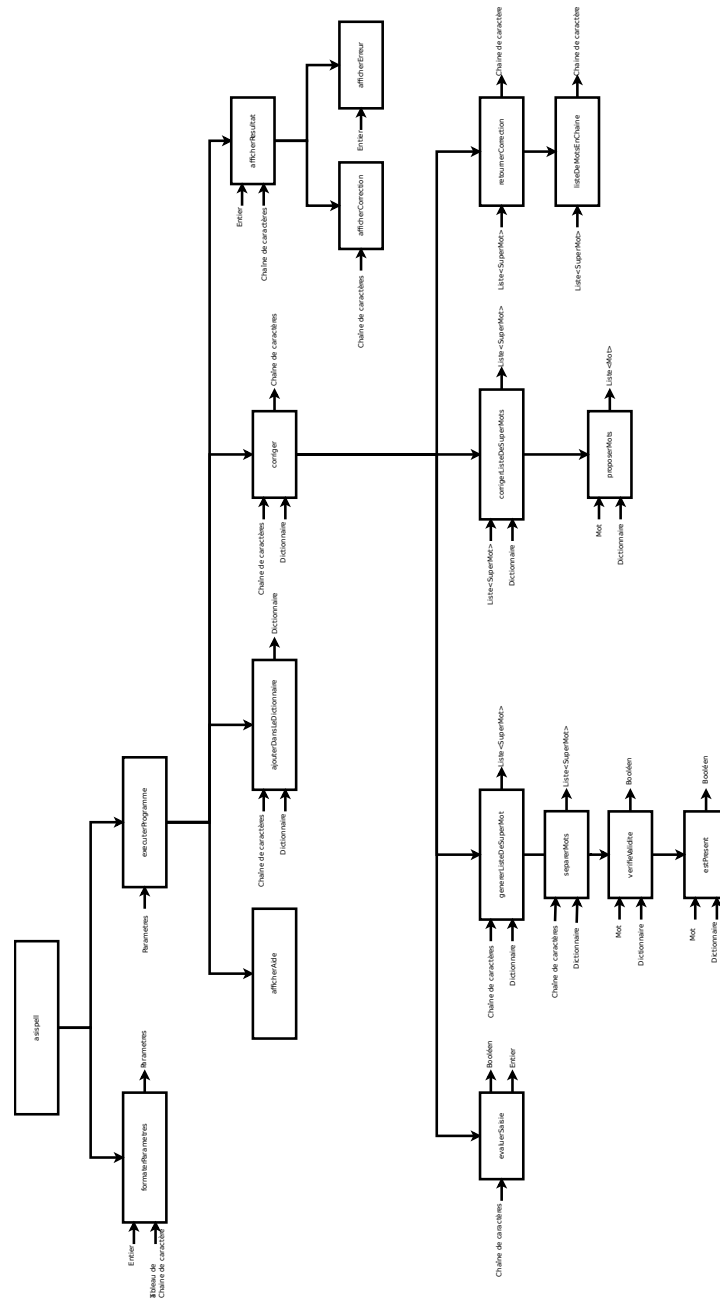 asispell
formaterParametres
Entier
Tableau de
Chaine de caractère
Parametres
executerProgramme
Parametres
afficherAide
ajouterDansLeDictionnaire
Chaîne de caractères
Dictionnaire
Dictionnaire
corriger
Chaîne de caractères
Dictionnaire
Chaîne de caractères
afficherResultat
Entier
Chaîne de caractères
afficherCorrection
Chaîne de caractères
afficherErreur
Entier
evaluerSaisie
Chaîne de caractères
Booléen
Entier
genererListeDeSuperMot
Chaîne de caractères
Dictionnaire
Liste<SuperMot>
separerMots
Chaîne de caractères
Dictionnaire
Liste<SuperMot>
verifieValidite
Mot
Dictionnaire
Booléen
estPresent
Mot
Dictionnaire
Booléen
corrigerListeDeSuperMots
Liste<SuperMot>
Dictionnaire
Liste<SuperMot>
proposerMots
Mot
Dictionnaire
Liste<Mot>
retournerCorrection
Liste<SuperMot>
Chaîne de caractère
listeDeMotsEnChaine
Liste<SuperMot>
Chaîne de caractère